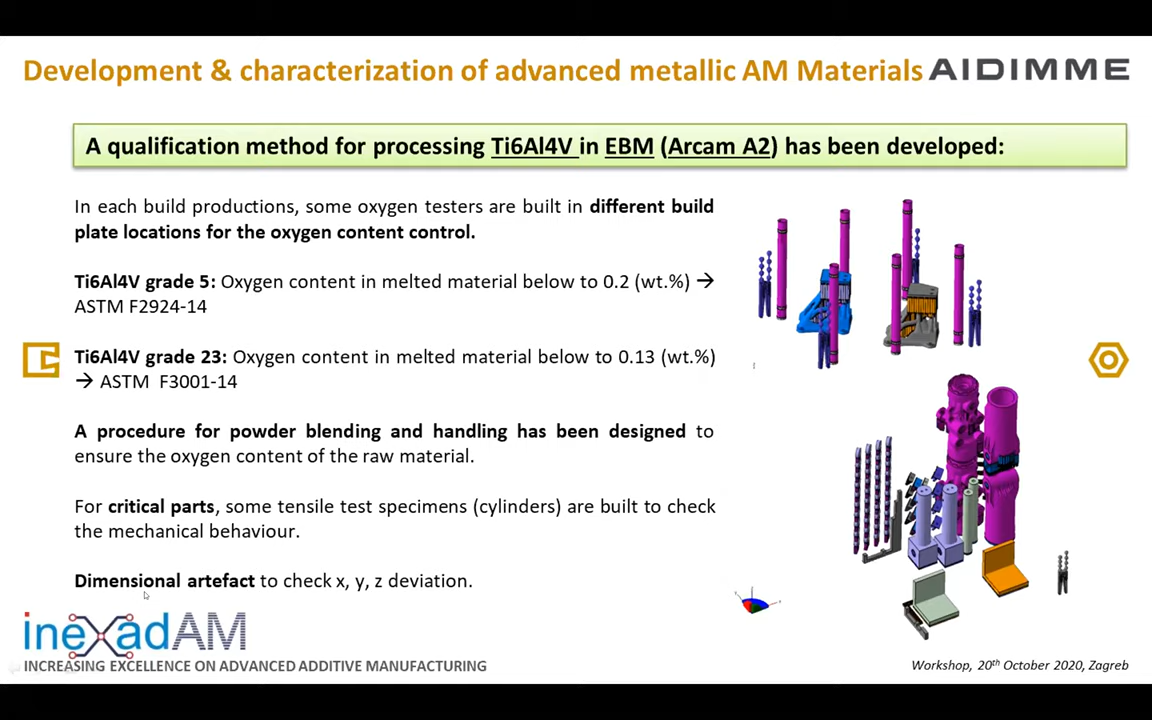 Development & characterization of advanced metallic AM Materials AIDIMME
A qualification method for processing Ti6Al4V in EBM (Arcam A2) has been developed:
In each build productions, some oxygen testers are built in different build
plate locations for the oxygen content control.
Ti6Al4V grade 5: Oxygen content in melted material below to 0.2 (wt.%) →
ASTM F2924-14
Ti6Al4V grade 23: Oxygen content in melted material below to 0.13 (wt.%)
→ ASTM F3001-14
A procedure for powder blending and handling has been designed to
ensure the oxygen content of the raw material.
For critical parts, some tensile test specimens (cylinders) are built to check
the mechanical behaviour.
Dimensional artefact to check x, y, z deviation.
inexadAM
INCREASING EXCELLENCE ON ADVANCED ADDITIVE MANUFACTURING
Workshop, 20th October 2020, Zagreb